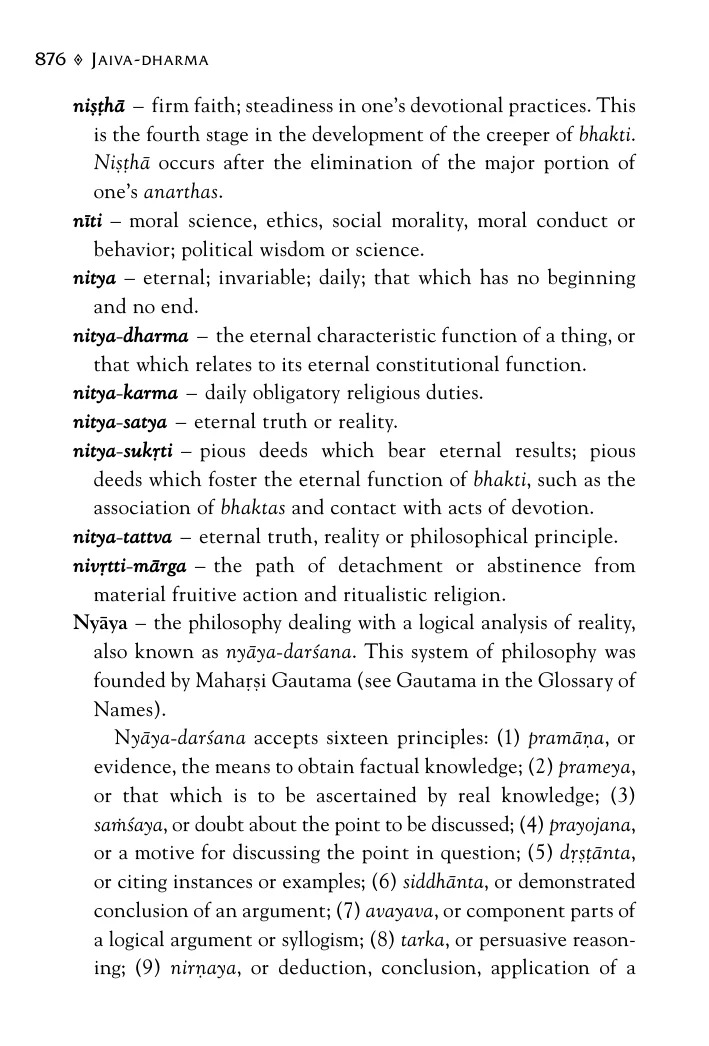 876 ◊ JAIVA-DHARMA
niṣṭhā – firm faith; steadiness in one’s devotional practices. This
is the fourth stage in the development of the creeper of bhakti.
Niṣṭhā occurs after the elimination of the major portion of
one’s anarthas.
nīti – moral science, ethics, social morality, moral conduct or
behavior; political wisdom or science.
nitya – eternal; invariable; daily; that which has no beginning
and no end.
nitya-dharma – the eternal characteristic function of a thing, or
that which relates to its eternal constitutional function.
nitya-karma – daily obligatory religious duties.
nitya-satya – eternal truth or reality.
nitya-sukṛti – pious deeds which bear eternal results; pious
deeds which foster the eternal function of bhakti, such as the
association of bhaktas and contact with acts of devotion.
nitya-tattva – eternal truth, reality or philosophical principle.
nivṛtti-mārga – the path of detachment or abstinence from
material fruitive action and ritualistic religion.
Nyāya – the philosophy dealing with a logical analysis of reality,
also known as nyāya-darśana. This system of philosophy was
founded by Mahaṛṣi Gautama (see Gautama in the Glossary of
Names).
Nyāya-darśana accepts sixteen principles: (1) pramāṇa, or
evidence, the means to obtain factual knowledge; (2) prameya,
or that which is to be ascertained by real knowledge; (3)
saṁśaya, or doubt about the point to be discussed; (4) prayojana,
or a motive for discussing the point in question; (5) dṛṣṭānta,
or citing instances or examples; (6) siddhānta, or demonstrated
conclusion of an argument; (7) avayava, or component parts of
a logical argument or syllogism; (8) tarka, or persuasive reason-
ing; (9) nirṇaya, or deduction, conclusion, application of a